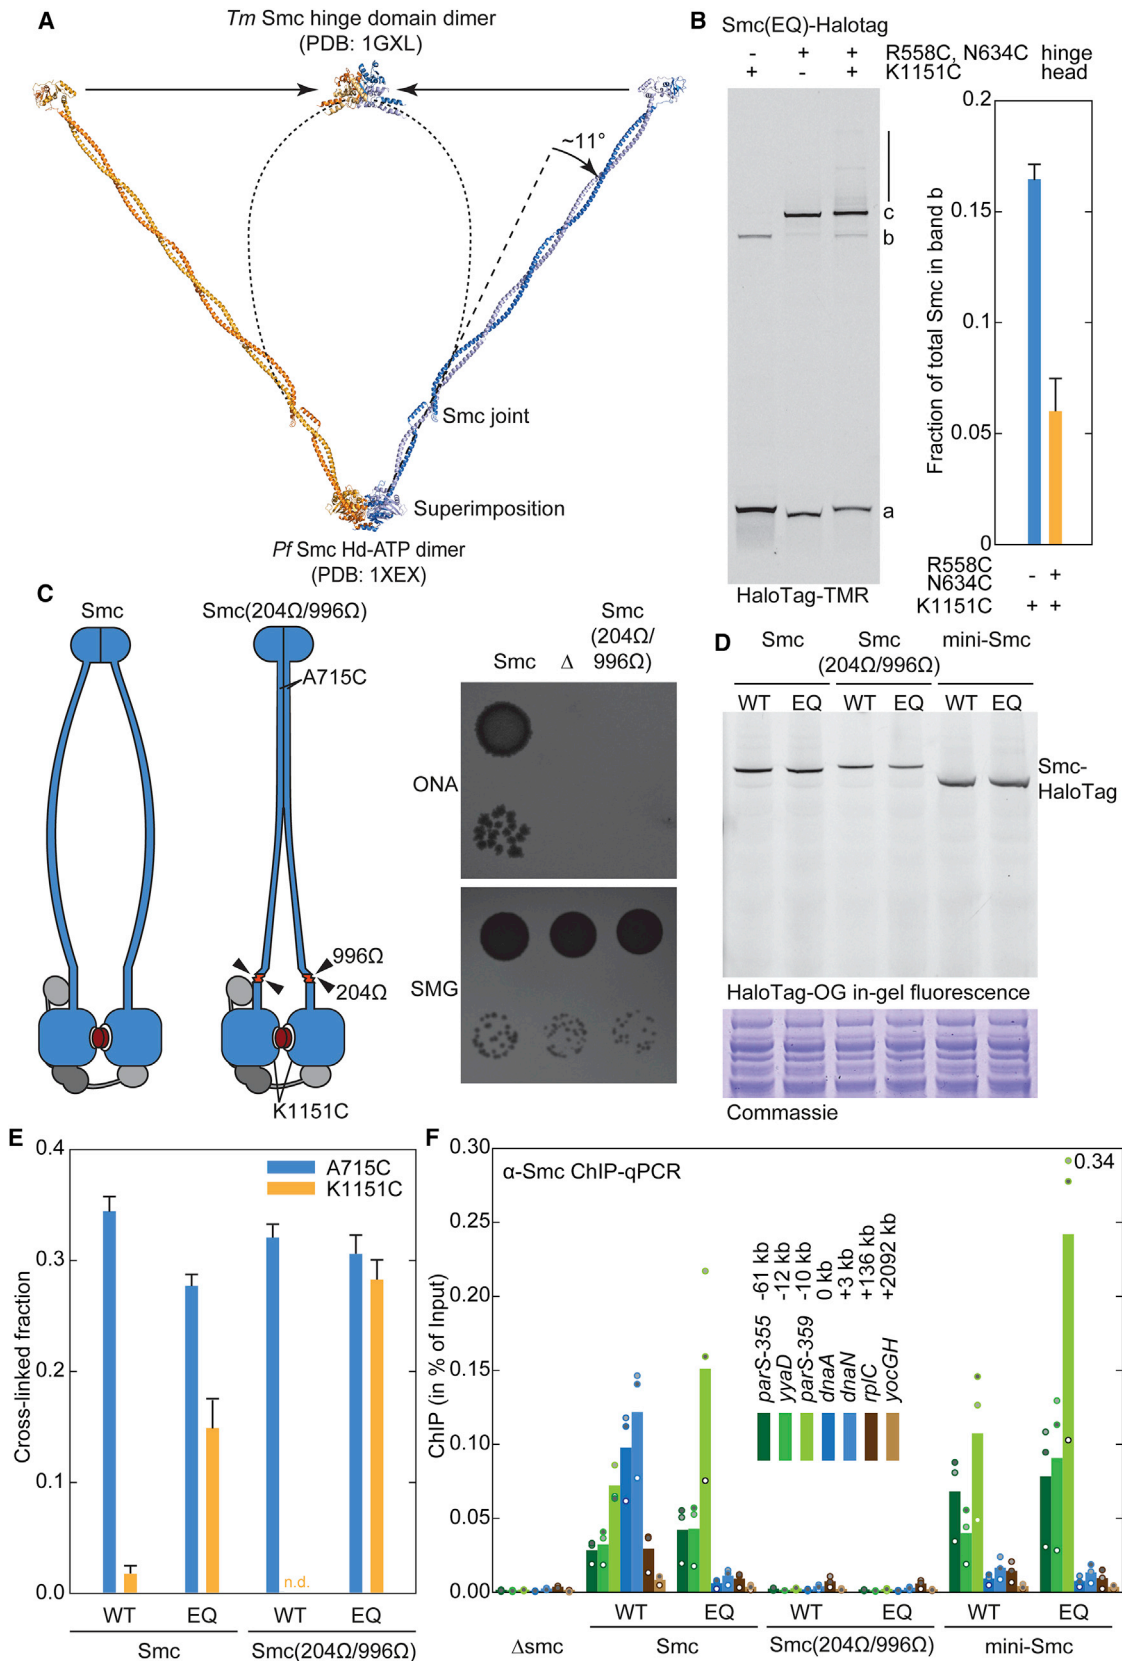 A
Tm Smc hinge domain dimer
(PDB: 1GXL)
~11°
Smc joint
Superimposition
Pf Smc Hd-ATP dimer
(PDB: 1XEX)
B
Smc(EQ)-Halotag
- + + R558C, N634C hinge
+ - + K1151C head
c
b
a
HaloTag-TMR
Fraction of total Smc in band b
0.2
0.15
0.1
0.05
0
R558C
N634C - +
K1151C + +
C
Smc
Smc(204Ω/996Ω)
A715C
996Ω
204Ω
K1151C
Smc Δ Smc (204Ω/ 996Ω)
ONA
SMG
D
Smc Smc (204Ω/996Ω) mini-Smc
WT EQ WT EQ WT EQ
Smc-
HaloTag
HaloTag-OG in-gel fluorescence
Commassie
E
Cross-linked fraction
0.4
0.3
0.2
0.1
0.0
A715C
K1151C
n.d.
WT EQ WT EQ
Smc Smc(204Ω/996Ω)
F
α-Smc ChIP-qPCR
ChIP (in % of Input)
0.30
0.25
0.20
0.15
0.10
0.05
0.00
0.34
parS-355 -61 kb
yyaD -12 kb
parS-359 -10 kb
dnaA 0 kb
dnaN +3 kb
rplC +136 kb
yocGH +2092 kb
WT EQ WT EQ WT EQ
Δsmc Smc Smc(204Ω/996Ω) mini-Smc